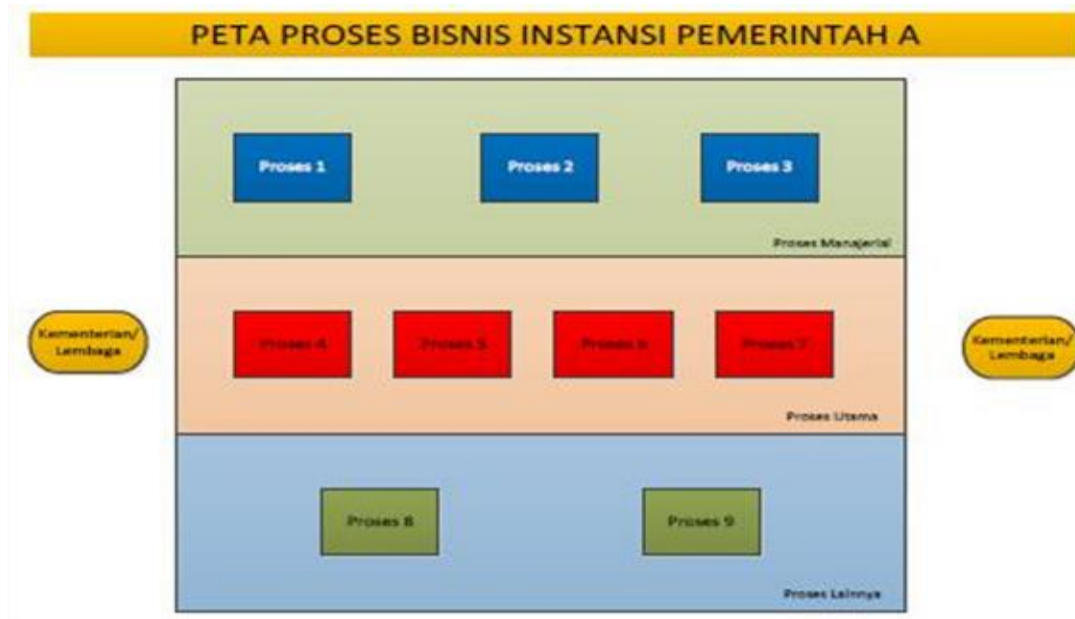 PETA PROSES BISNIS INSTANSI PEMERINTAH A
Proses 1
Proses 2
Proses 3
Proses Manajerial
Kementerian/
Lembaga
Proses 4
Proses 5
Proses 6
Proses 7
Kementerian/
Lembaga
Proses Utama
Proses 8
Proses 9
Proses Lainnya